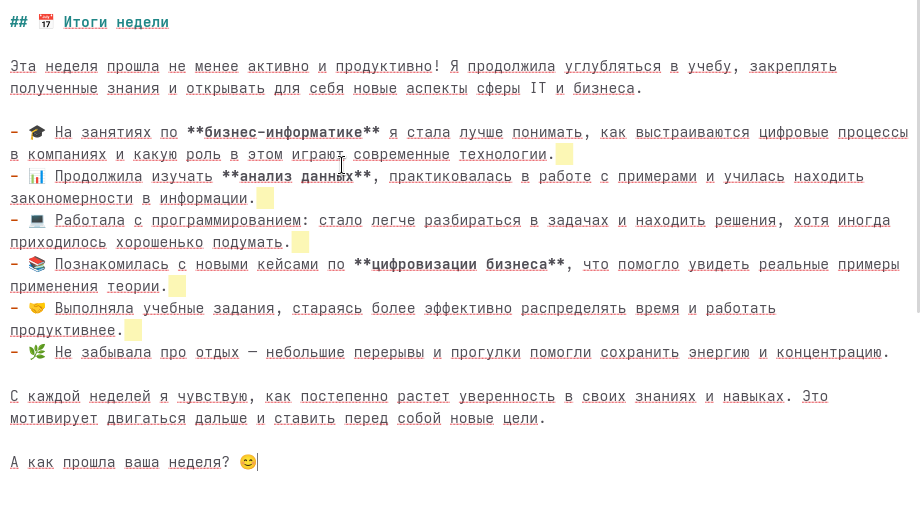 ## 📅 Итоги недели
Эта неделя прошла не менее активно и продуктивно! Я продолжила углубляться в учебу, закреплять
полученные знания и открывать для себя новые аспекты сферы IT и бизнеса.
- 🎓 На занятиях по **бизнес-информатике** я стала лучше понимать, как выстраиваются цифровые процессы
в компаниях и какую роль в этом играют современные технологии.
- 📊 Продолжила изучать **анализ данных**, практиковалась в работе с примерами и училась находить
закономерности в информации.
- 💻 Работала с программированием: стало легче разбираться в задачах и находить решения, хотя иногда
приходилось хорошенько подумать.
- 📚 Познакомилась с новыми кейсами по **цифровизации бизнеса**, что помогло увидеть реальные примеры
применения теории.
- 🤝 Выполняла учебные задания, стараясь более эффективно распределять время и работать
продуктивнее.
- 🌿 Не забывала про отдых — небольшие перерывы и прогулки помогли сохранить энергию и концентрацию.
С каждой неделей я чувствую, как постепенно растет уверенность в своих знаниях и навыках. Это
мотивирует двигаться дальше и ставить перед собой новые цели.
А как прошла ваша неделя? 😊